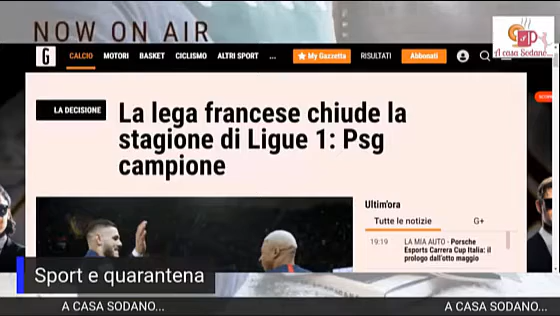 NOW ON AIR
A casa Sodano...
G CALCIO MOTORI BASKET CICLISMO ALTRI SPORT ... My Gazzetta RISULTATI Abbonati
LA DECISIONE
La lega francese chiude la
stagione di Ligue 1: Psg
campione
Ultim'ora
Tutte le notizie G+
19:19 LA MIA AUTO - Porsche
Esports Carrera Cup Italia: il
prologo dall'otto maggio
Sport e quarantena
A CASA SODANO... A CASA SODANO...